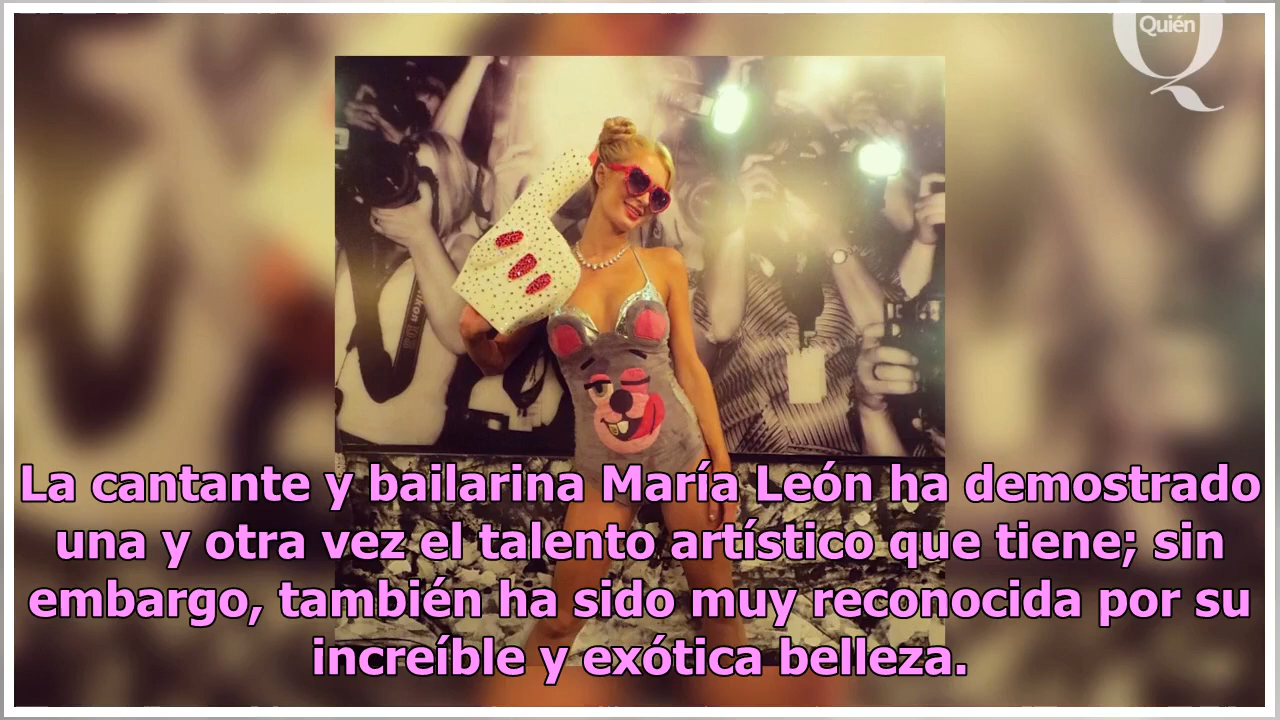 Quién
La cantante y bailarina María León ha demostrado
una y otra vez el talento artístico que tiene; sin
embargo, también ha sido muy reconocida por su
increíble y exótica belleza.